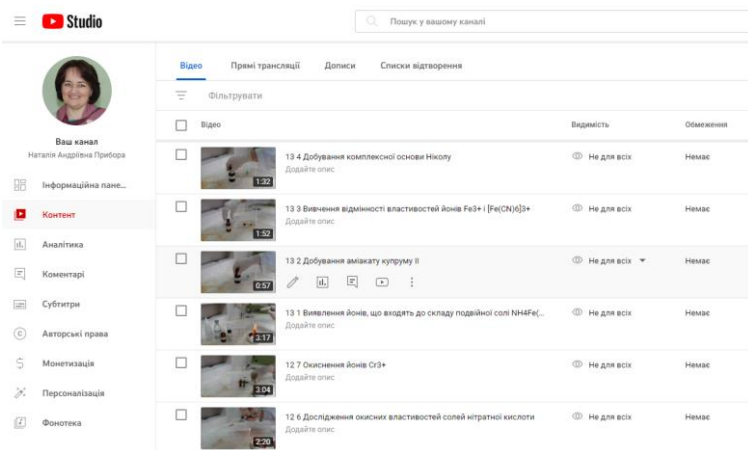 Studio
Пошук у вашому каналі
Ваш канал
Наталія Андріївна Прибора
Інформаційна пане...
Контент
Аналітика
Коментарі
Субтитри
Авторські права
Монетизація
Персоналізація
Фонотека
Відео Прямі трансляції Дописи Списки відтворення
Фільтрувати
Відео Видимість Обмеження
13 4 Добування комплексної основи Ніколу Не для всіх Немає
Додайте опис
1:32
13 3 Вивчення відмінності властивостей йонів Fe3+ і [Fe(CN)6]3+ Не для всіх Немає
Додайте опис
1:52
13 2 Добування аміакату купруму ІІ Не для всіх Немає
0:57
13 1 Виявлення йонів, що входять до складу подвійної солі NH4Fe(... Не для всіх Немає
Додайте опис
3:17
12 7 Окиснення йонів Cr3+ Не для всіх Немає
Додайте опис
3:04
12 6 Дослідження окисних властивостей солей нітратної кислоти Не для всіх Немає
Додайте опис
2:20